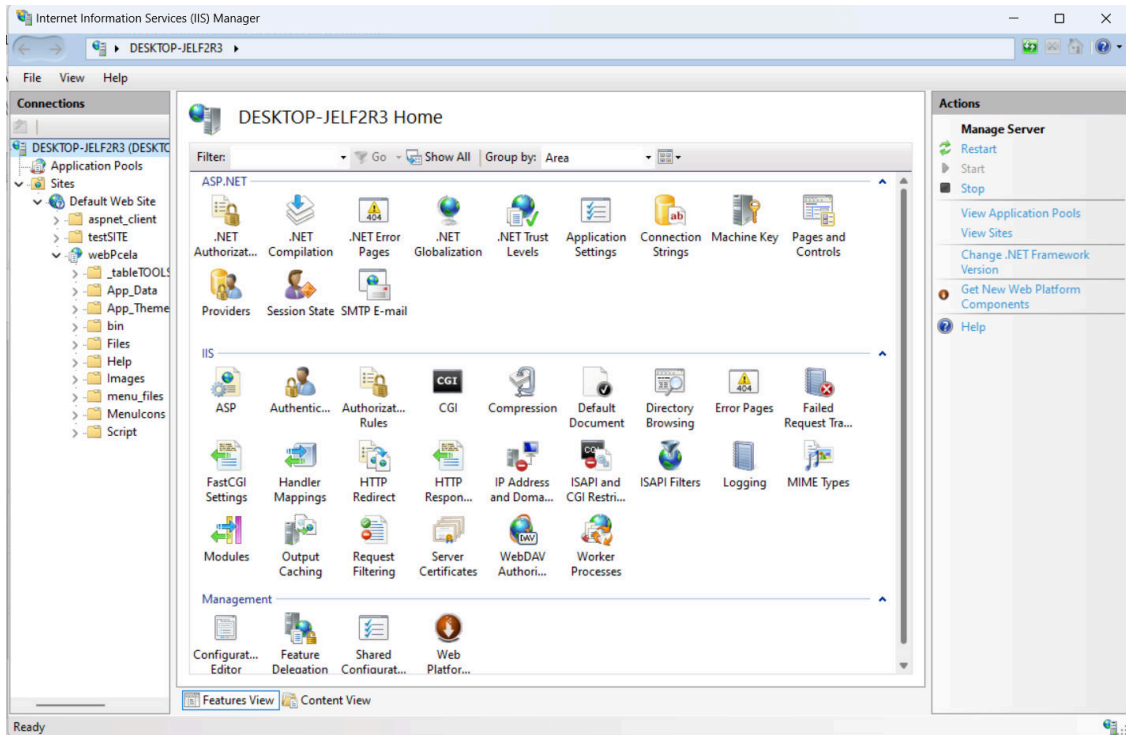 Internet Information Services (IIS) Manager
DESKTOP-JELF2R3
File View Help
Connections
DESKTOP-JELF2R3 (DESKTC
Application Pools
Sites
Default Web Site
aspnet_client
testSITE
webPcela
_tableTOOLS
App_Data
App_Theme
bin
Files
Help
Images
menu_files
MenuIcons
Script
DESKTOP-JELF2R3 Home
Filter: Go Show All Group by: Area
ASP.NET
.NET Authorizat...
.NET Compilation
.NET Error Pages
.NET Globalization
.NET Trust Levels
Application Settings
Connection Strings
Machine Key
Pages and Controls
Providers
Session State
SMTP E-mail
IIS
ASP
Authentic...
Authorizat... Rules
CGI
Compression
Default Document
Directory Browsing
Error Pages
Failed Request Tra...
FastCGI Settings
Handler Mappings
HTTP Redirect
HTTP Respon...
IP Address and Doma...
ISAPI and CGI Restri...
ISAPI Filters
Logging
MIME Types
Modules
Output Caching
Request Filtering
Server Certificates
WebDAV Authori...
Worker Processes
Management
Configurat... Editor
Feature Delegation
Shared Configurat...
Web Platfor...
Features View Content View
Actions
Manage Server
Restart
Start
Stop
View Application Pools
View Sites
Change .NET Framework
Version
Get New Web Platform
Components
Help
Ready